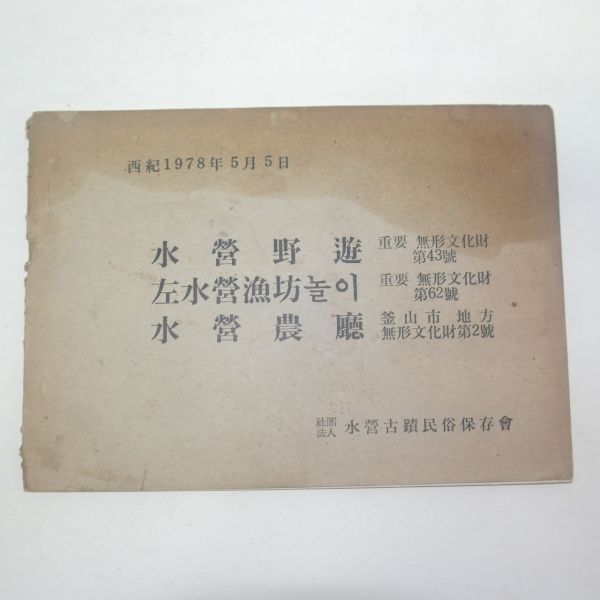 西紀1978年5月5日
水營野遊 重要 無形文化財
第43號
左水營漁坊놀이 重要 無形文化財
第62號
水營農廳 釜山市 地方
無形文化財第2號
社團
法人 水營古蹟民俗保存會